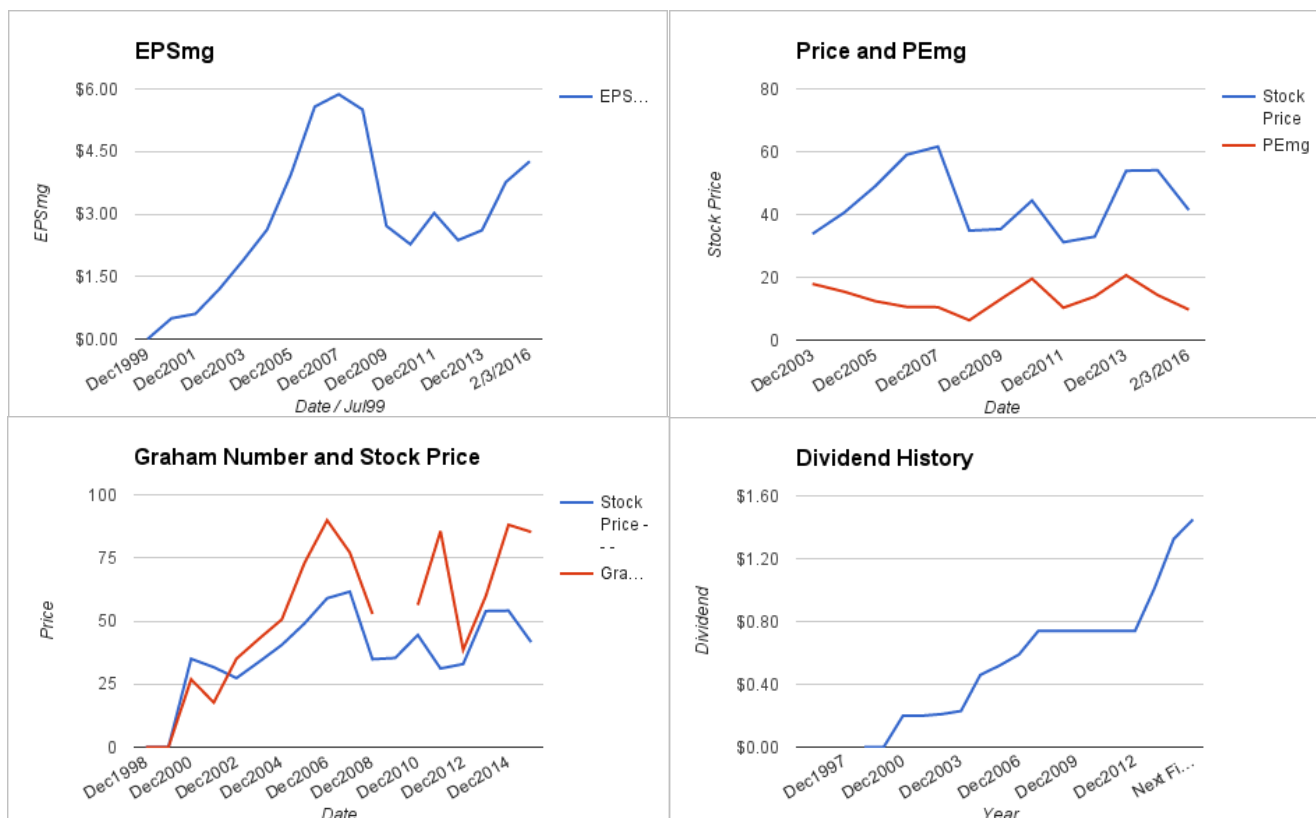 EPSmg
$6.00
$4.50
$3.00
$1.50
$0.00
EPSmg
EPS...
Dec1999
Dec2001
Dec2003
Dec2005
Dec2007
Dec2009
Dec2011
Dec2013
2/3/2016
Date / Jul99
Price and PEmg
80
60
40
20
0
Stock Price
Stock
Price
PEmg
Dec2003
Dec2005
Dec2007
Dec2009
Dec2011
Dec2013
2/3/2016
Date
Graham Number and Stock Price
100
75
50
25
0
Price
Stock
Price -
- -
Gra...
Dec1998
Dec2000
Dec2002
Dec2004
Dec2006
Dec2008
Dec2010
Dec2012
Dec2014
Date
Dividend History
$1.60
$1.20
$0.80
$0.40
$0.00
Dividend
Dec1997
Dec2000
Dec2003
Dec2006
Dec2009
Dec2012
Next Fi...
Year